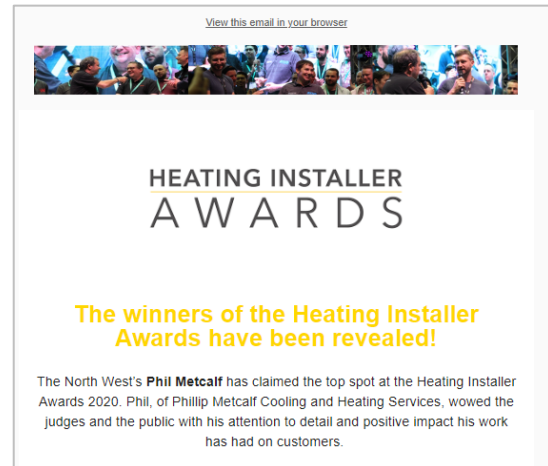 View this email in your browser
HEATING INSTALLER
AWARDS
The winners of the Heating Installer
Awards have been revealed!
The North West's Phil Metcalf has claimed the top spot at the Heating Installer
Awards 2020. Phil, of Phillip Metcalf Cooling and Heating Services, wowed the
judges and the public with his attention to detail and positive impact his work
has had on customers.